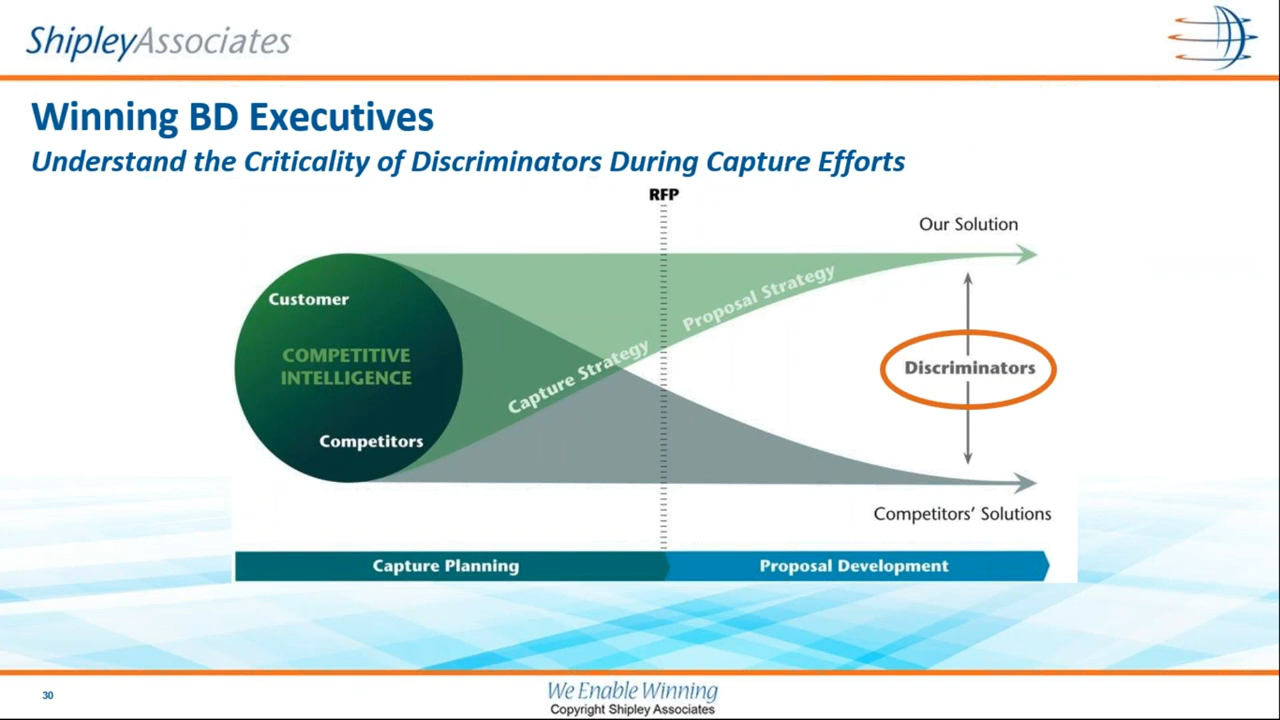 ShipleyAssociates
Winning BD Executives
Understand the Criticality of Discriminators During Capture Efforts
RFP
Our Solution
Customer
COMPETITIVE
INTELLIGENCE
Competitors
Capture Strategy
Proposal Strategy
Discriminators
Competitors' Solutions
Capture Planning
Proposal Development
30
We Enable Winning
Copyright Shipley Associates